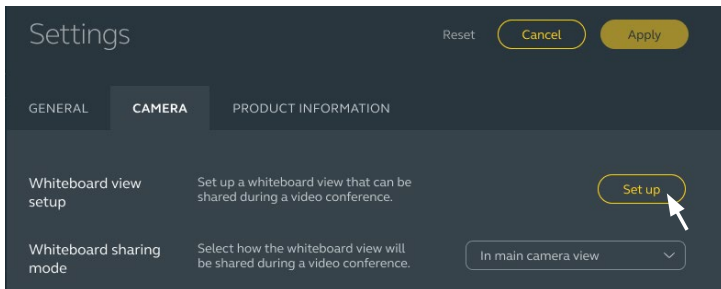 Settings
Reset
Cancel
Apply
GENERAL
CAMERA
PRODUCT INFORMATION
Whiteboard view
setup
Set up a whiteboard view that can be
shared during a video conference.
Set up
Whiteboard sharing
mode
Select how the whiteboard view will
be shared during a video conference.
In main camera view